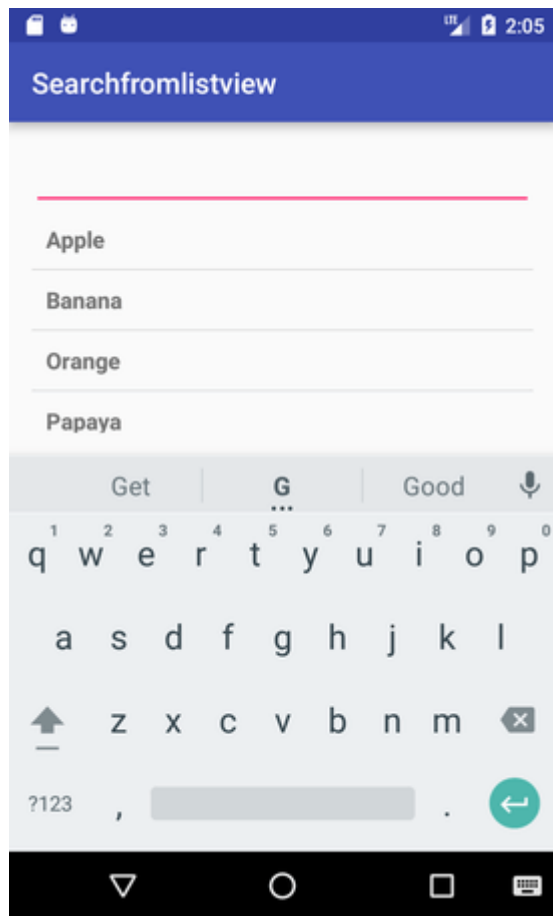 LTE 2:05
Searchfromlistview
Apple
Banana
Orange
Papaya
Get G Good
1 2 3 4 5 6 7 8 9 0
q w e r t y u i o p
a s d f g h j k l
z x c v b n m
?123 , .